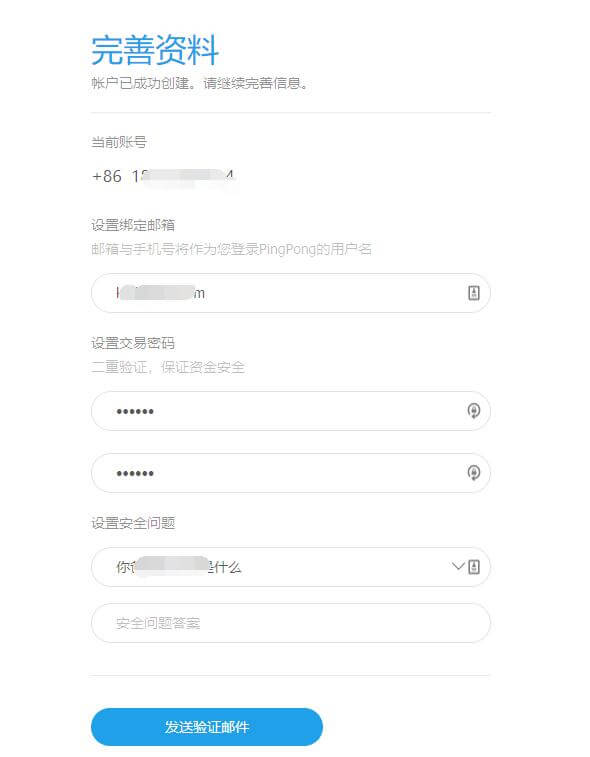 完善资料
帐户已成功创建。请继续完善信息。
当前账号
+86 18 4
设置绑定邮箱
邮箱与手机号将作为您登录PingPong的用户名
m
设置交易密码
二重验证，保证资金安全
••••••
••••••
设置安全问题
你 是什么
安全问题答案
发送验证邮件